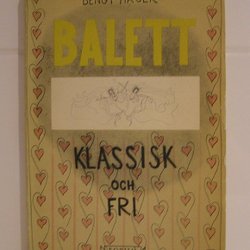 BENGT HÄGER
BALETT
KLASSISK
OCH
FRI